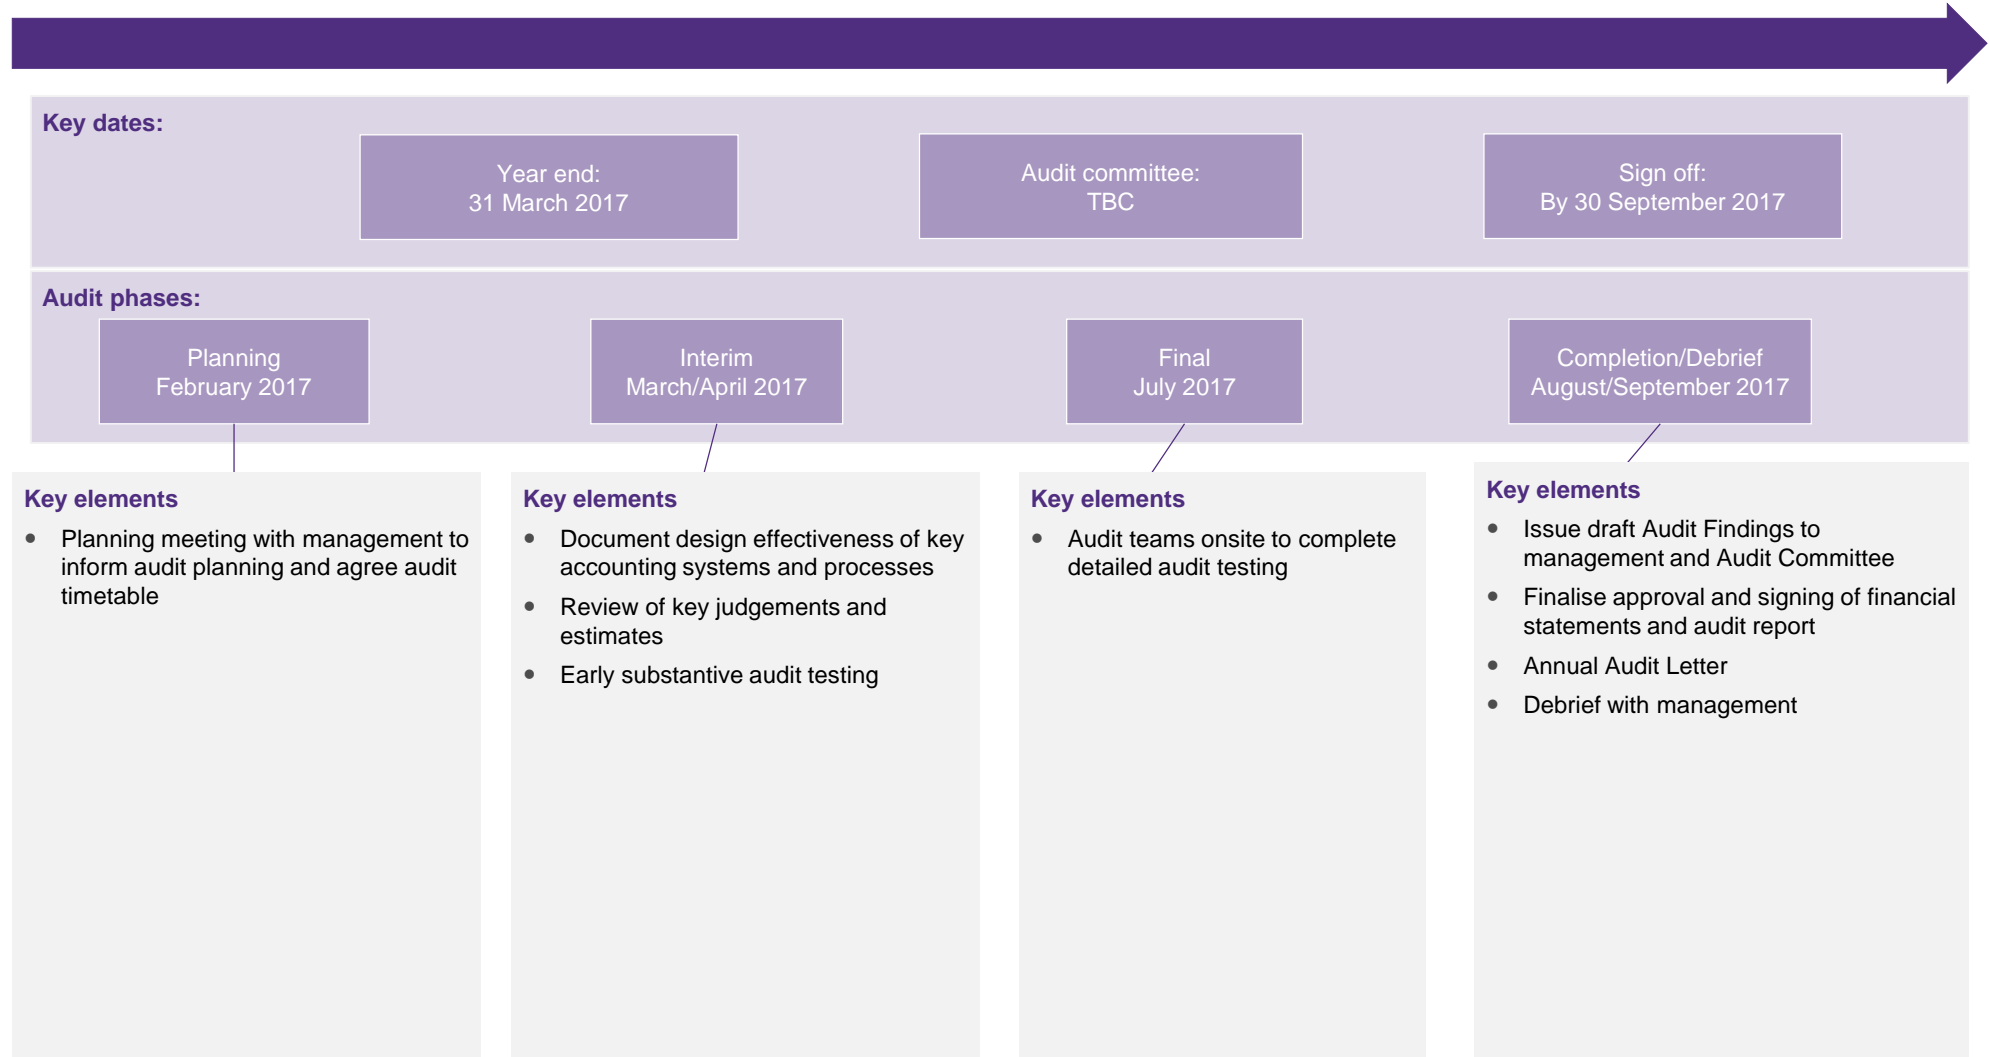 Key dates:
Year end:
31 March 2017
Audit committee:
TBC
Sign off:
By 30 September 2017
Audit phases:
Planning
February 2017
Interim
March/April 2017
Final
July 2017
Completion/Debrief
August/September 2017
Key elements
• Planning meeting with management to
inform audit planning and agree audit
timetable
Key elements
• Document design effectiveness of key
accounting systems and processes
• Review of key judgements and
estimates
• Early substantive audit testing
Key elements
• Audit teams onsite to complete
detailed audit testing
Key elements
• Issue draft Audit Findings to
management and Audit Committee
• Finalise approval and signing of financial
statements and audit report
• Annual Audit Letter
• Debrief with management